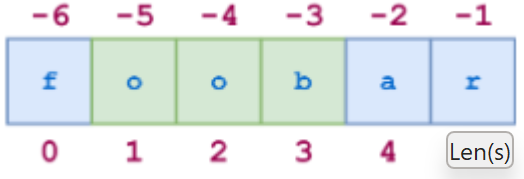 -6 -5 -4 -3 -2 -1
f o o b a r
0 1 2 3 4 Len(s)